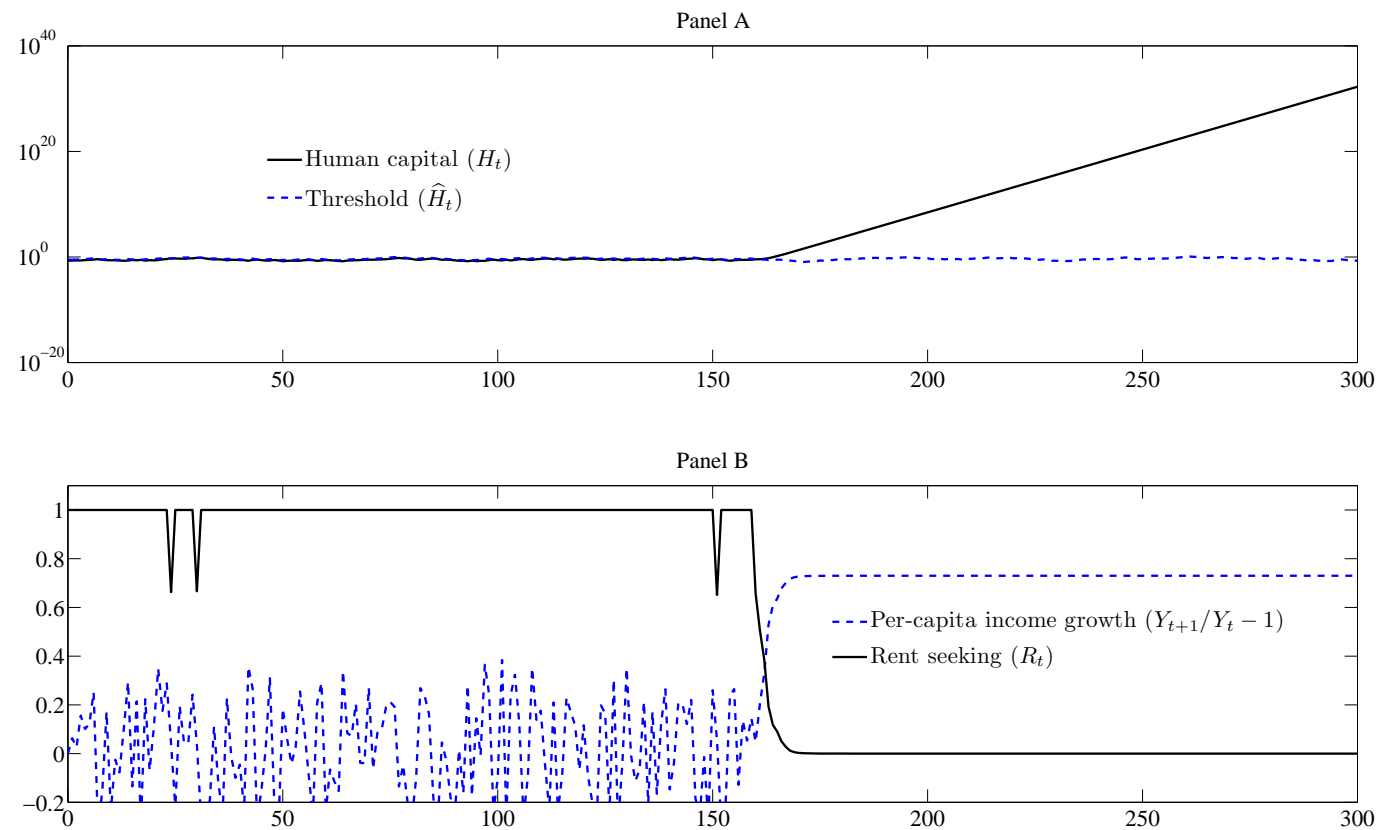 Panel A
10^40
10^20
10^0
10^−20
Human capital (H_t)
Threshold (Ĥ_t)
0 50 100 150 200 250 300
Panel B
1
0.8
0.6
0.4
0.2
0
−0.2
Per-capita income growth (Y_{t+1}/Y_t − 1)
Rent seeking (R_t)
0 50 100 150 200 250 300